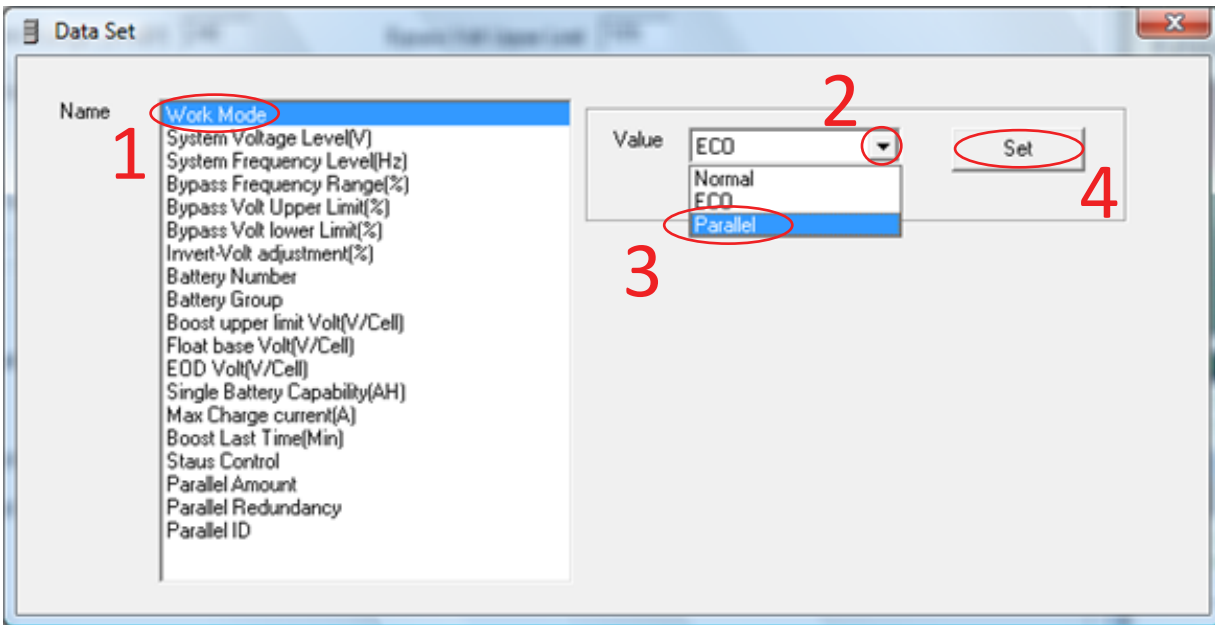 Data Set
Name
Work Mode
System Voltage Level(V)
System Frequency Level(Hz)
Bypass Frequency Range(%)
Bypass Volt Upper Limit(%)
Bypass Volt lower Limit(%)
Invert-Volt adjustment(%)
Battery Number
Battery Group
Boost upper limit Volt(V/Cell)
Float base Volt(V/Cell)
EOD Volt(V/Cell)
Single Battery Capability(AH)
Max Charge current(A)
Boost Last Time(Min)
Staus Control
Parallel Amount
Parallel Redundancy
Parallel ID
1
Value
ECO
2
Normal
ECO
Parallel
3
Set
4